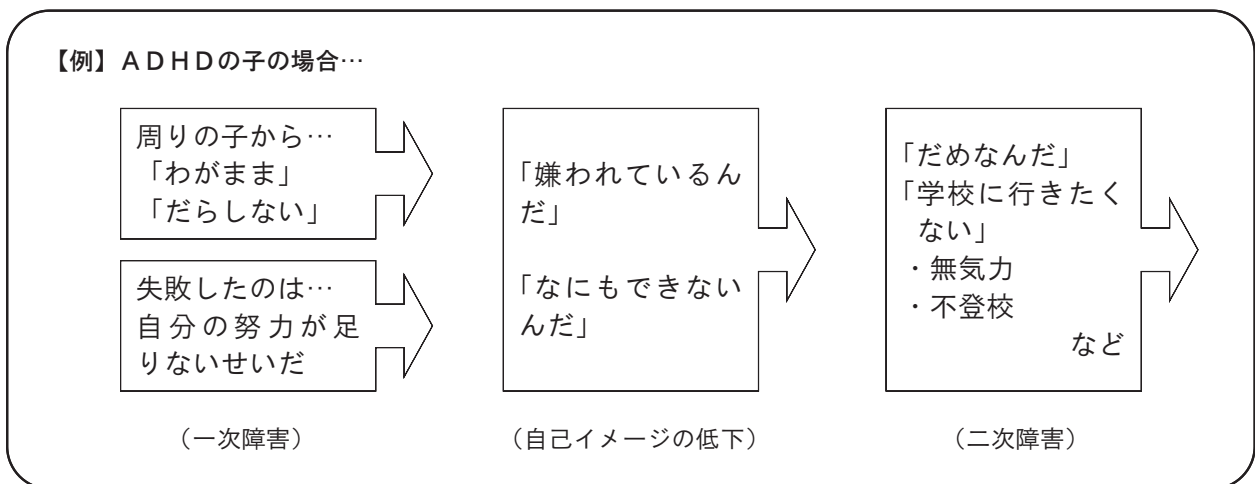 【例】ＡＤＨＤの子の場合…
周りの子から…
「わがまま」
「だらしない」
失敗したのは…
自分の努力が足
りないせいだ
（一次障害）
「嫌われているん
だ」
「なにもできない
んだ」
（自己イメージの低下）
「だめなんだ」
「学校に行きたく
ない」
・無気力
・不登校
など
（二次障害）